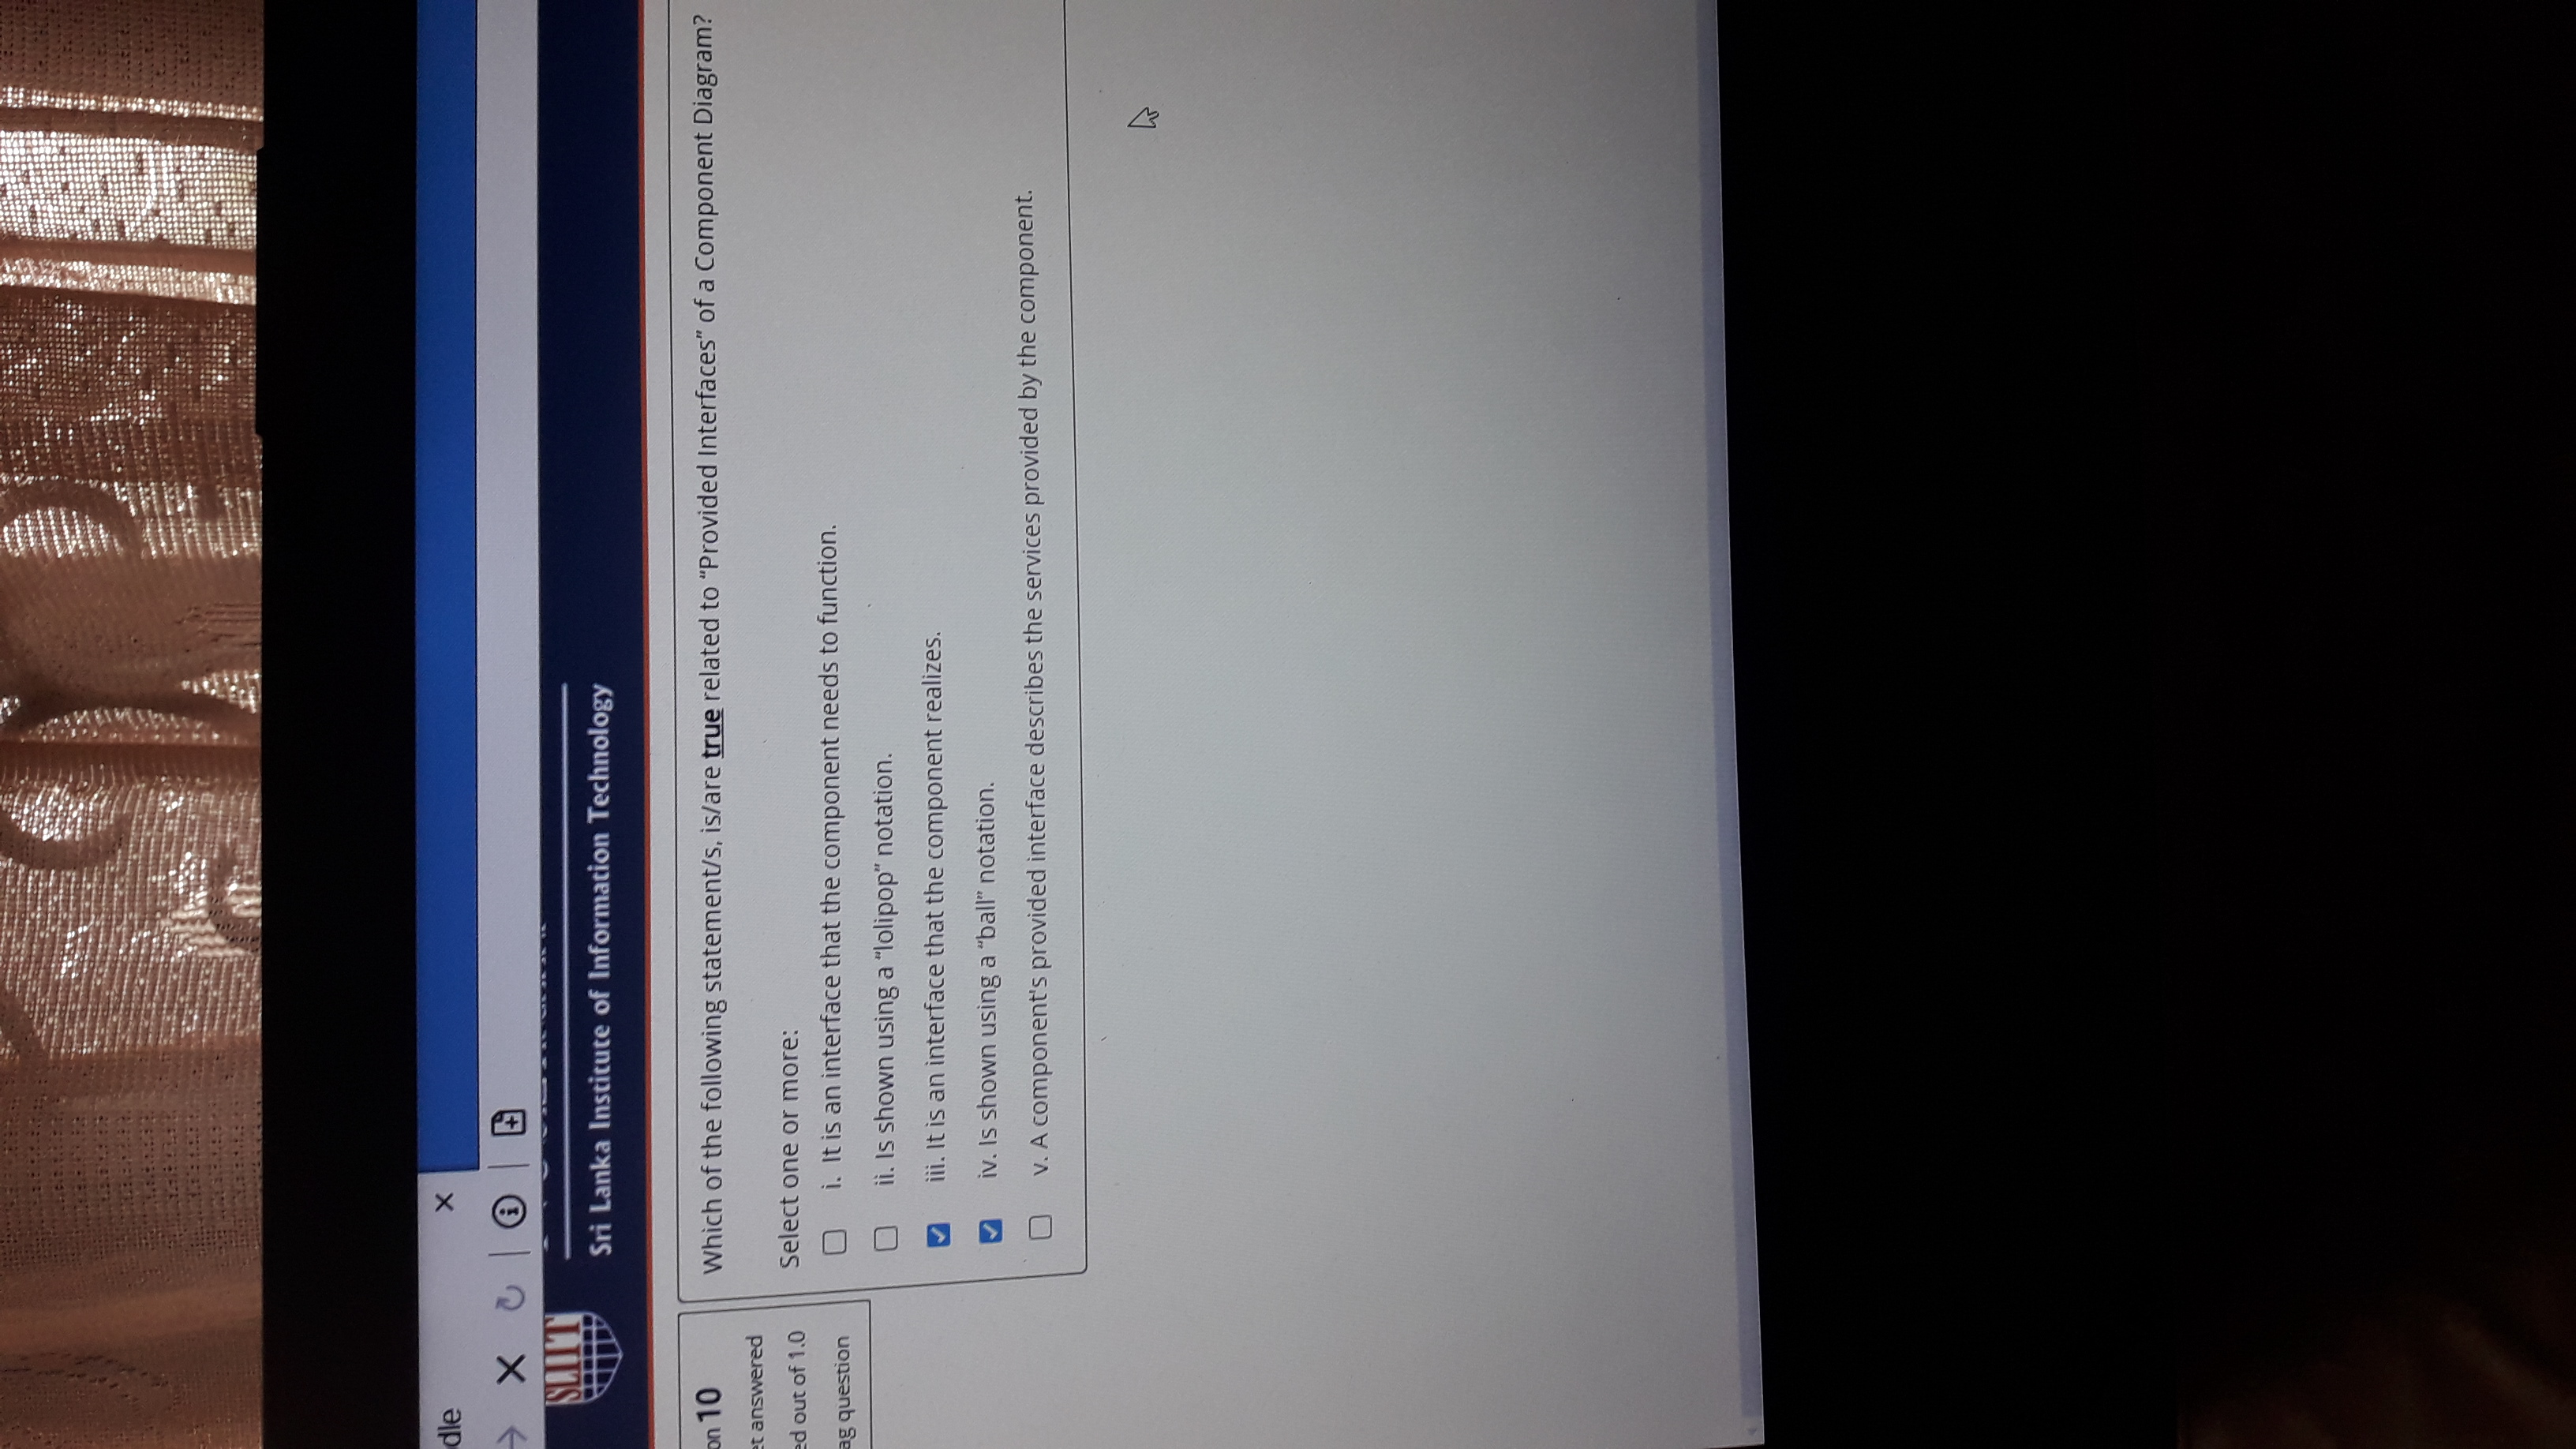 dle
SLIIT
Sri Lanka Institute of Information Technology
on 10
et answered
ed out of 1.0
ag question
Which of the following statement/s, is/are true related to “Provided Interfaces” of a Component Diagram?
Select one or more:
i. It is an interface that the component needs to function.
ii. Is shown using a “lolipop” notation.
iii. It is an interface that the component realizes.
iv. Is shown using a “ball” notation.
v. A component's provided interface describes the services provided by the component.